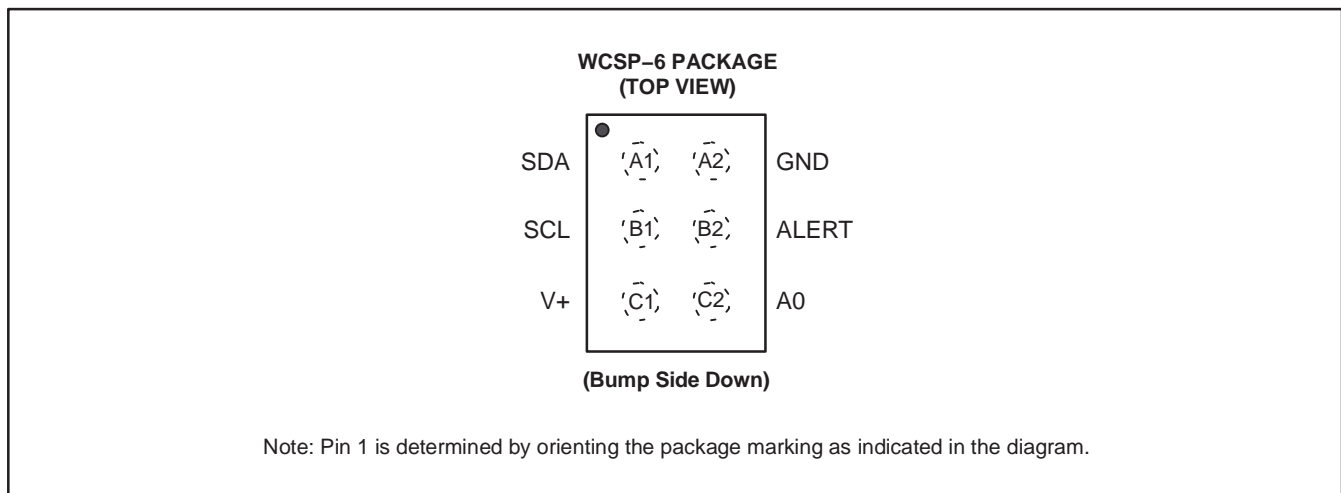 WCSP–6 PACKAGE
(TOP VIEW)
SDA A1 A2 GND
SCL B1 B2 ALERT
V+ C1 C2 A0
(Bump Side Down)
Note: Pin 1 is determined by orienting the package marking as indicated in the diagram.